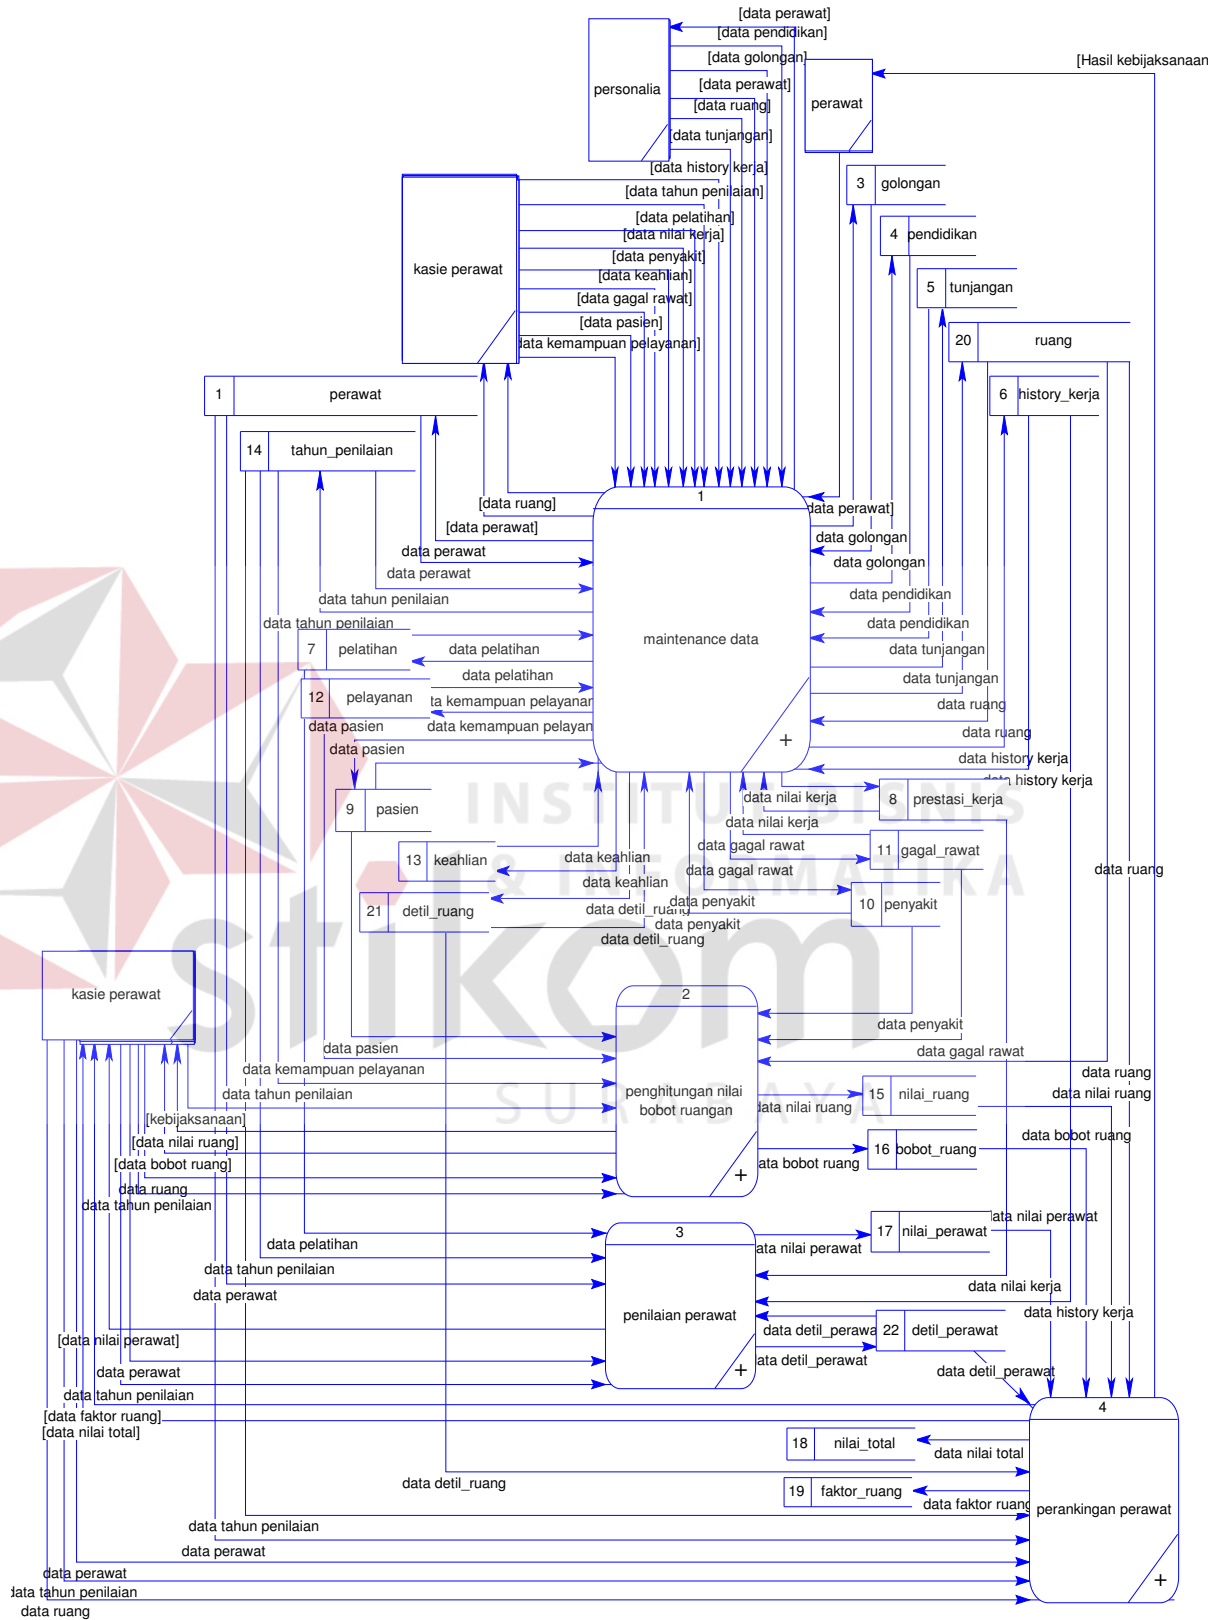 [data perawat]
[data pendidikan]
[data golongan]
[Hasil kebijaksanaan
personalia
[data perawat]
perawat
[data ruang]
[data tunjangan]
[data history kerja]
3 golongan
[data tahun penilaian]
[data pelatihan]
[data nilai kerja]
4 pendidikan
[data penyakit]
kasie perawat
[data keahlian]
5 tunjangan
[data gagal rawat]
[data pasien]
data kemampuan pelayanan]
20 ruang
1 perawat
6 history_kerja
14 tahun_penilaian
1
[data ruang]
data perawat]
[data perawat]
data golongan
data perawat
data golongan
data perawat
data pendidikan
data tahun penilaian
data tahun penilaian
data pendidikan
maintenance data
7 pelatihan
data pelatihan
data tunjangan
data pelatihan
data tunjangan
12 pelayanan
ta kemampuan pelayanan
data ruang
data pasien
data kemampuan pelayan
data ruang
data pasien
+
data history kerja
data history kerja
INSTITUT BISNIS
& INFORMATIKA
stikom
SURABAYA
data nilai kerja
8 prestasi_kerja
9 pasien
data nilai kerja
data gagal rawat
11 gagal_rawat
13 keahlian
data keahlian
data gagal rawat
data ruang
data keahlian
data penyakit
10 penyakit
21 detil_ruang
data detil_ruang
data penyakit
data detil_ruang
kasie perawat
2
data penyakit
data pasien
data gagal rawat
data kemampuan pelayanan
data ruang
data tahun penilaian
penghitungan nilai
bobot ruangan
15 nilai_ruang
data nilai ruang
data nilai ruang
[kebijaksanaan]
[data nilai ruang]
data bobot ruang
16 bobot_ruang
[data bobot ruang]
ata bobot ruang
+
data ruang
data tahun penilaian
data nilai perawat
17 nilai_perawat
3
data pelatihan
ata nilai perawat
data tahun penilaian
data nilai kerja
data perawat
penilaian perawat
data history kerja
[data nilai perawat]
data detil_perawa
22 detil_perawat
data detil_perawat
data perawat
+
data detil_perawat
data tahun penilaian
4
[data faktor ruang]
[data nilai total]
18 nilai_total
data nilai total
data detil_ruang
19 faktor_ruang
data faktor ruang
perankingan perawat
data tahun penilaian
data perawat
data perawat
+
data tahun penilaian
data ruang